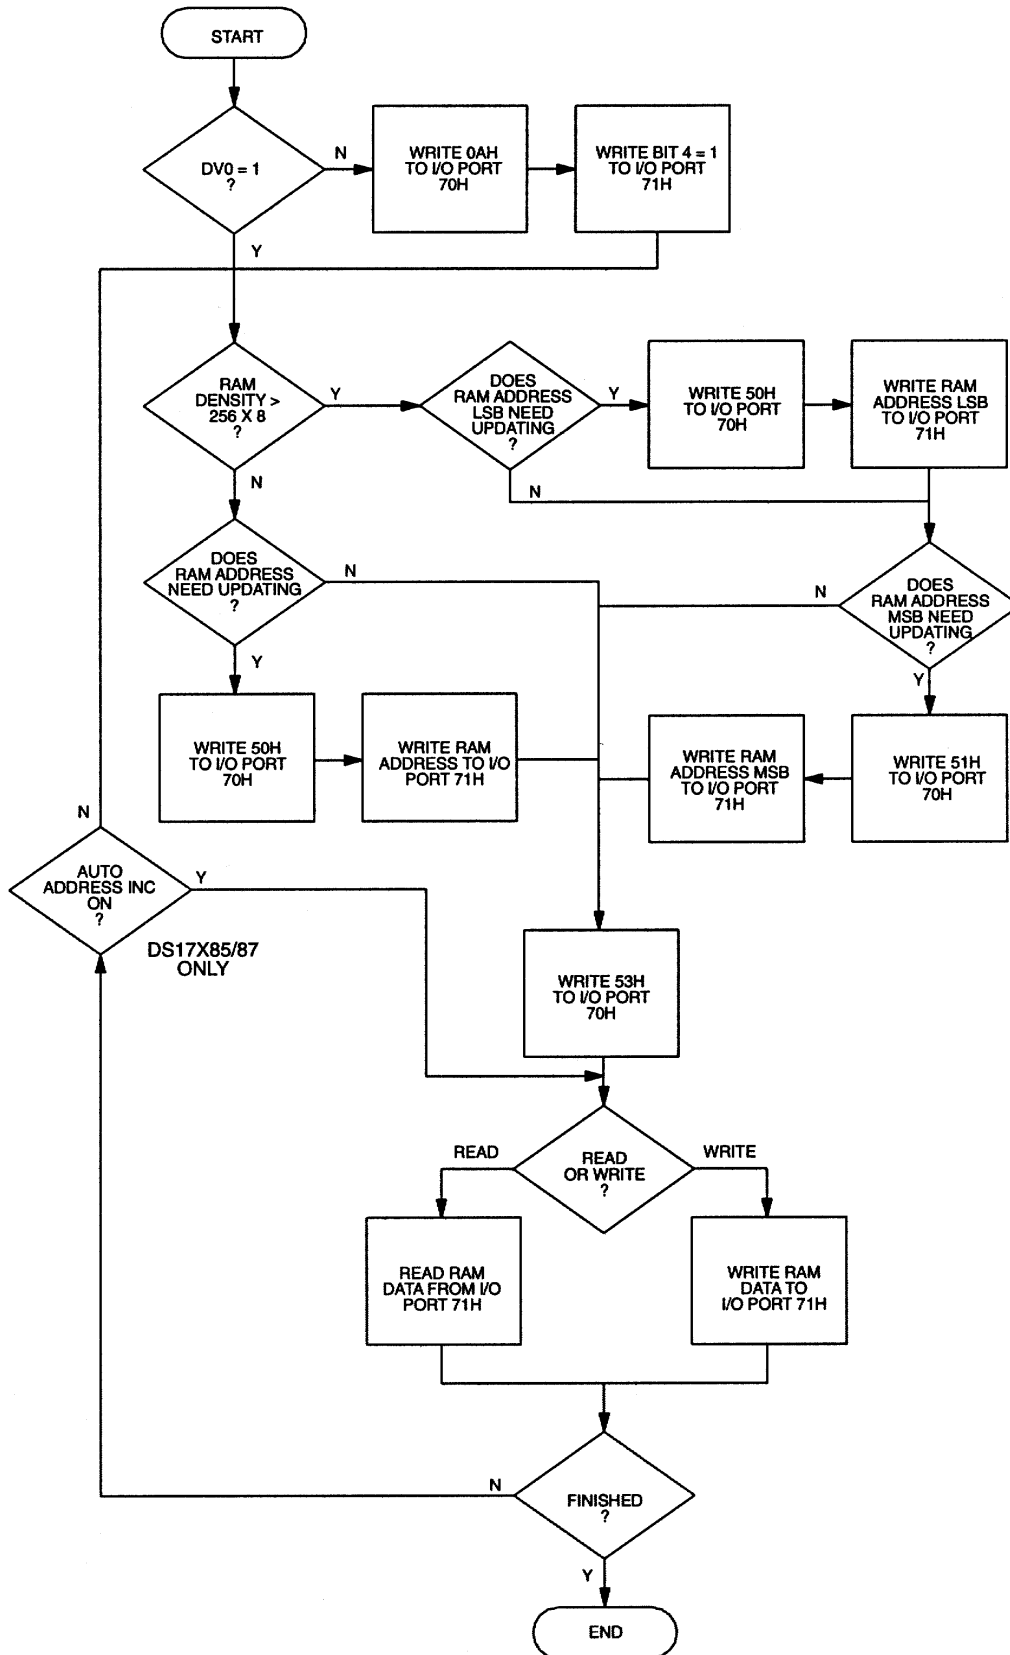 START
DV0 = 1
?
N
WRITE 0AH
TO I/O PORT
70H
WRITE BIT 4 = 1
TO I/O PORT
71H
Y
RAM
DENSITY >
256 X 8
?
Y
DOES
RAM ADDRESS
LSB NEED
UPDATING
?
Y
WRITE 50H
TO I/O PORT
70H
WRITE RAM
ADDRESS LSB
TO I/O PORT
71H
N
N
DOES
RAM ADDRESS
NEED UPDATING
?
N
N
DOES
RAM ADDRESS
MSB NEED
UPDATING
?
Y
Y
WRITE 50H
TO I/O PORT
70H
WRITE RAM
ADDRESS TO I/O
PORT 71H
WRITE RAM
ADDRESS MSB
TO I/O PORT
71H
WRITE 51H
TO I/O PORT
70H
N
AUTO
ADDRESS INC
ON
?
Y
DS17X85/87
ONLY
WRITE 53H
TO I/O PORT
70H
READ
READ
OR WRITE
?
WRITE
READ RAM
DATA FROM I/O
PORT 71H
WRITE RAM
DATA TO
I/O PORT 71H
N
FINISHED
?
Y
END